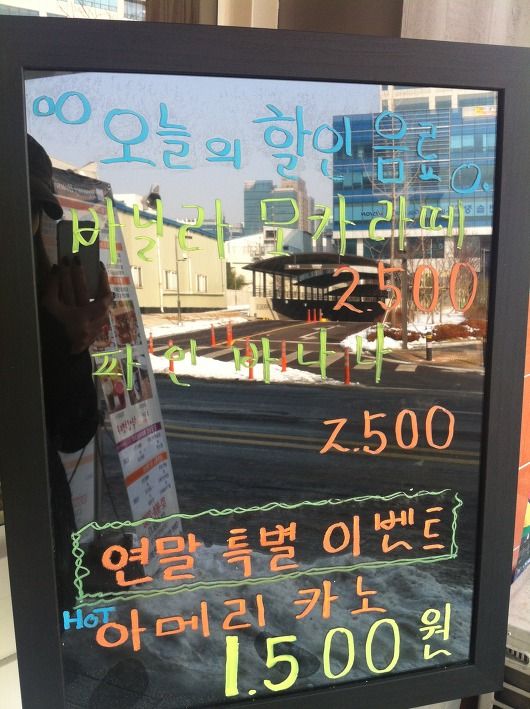 오늘의 할인 음료
바닐라 모카라떼
2.500
파인 바나나
2.500
연말 특별 이벤트
HOT 아메리카노
1.500원